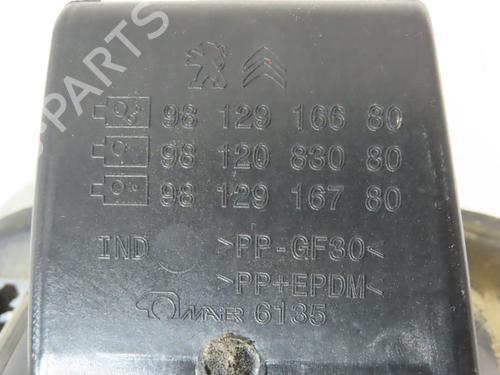 98 129 166 80
98 120 830 80
98 129 167 80
IND >PP-GF30<
>PP+EPDM<
MAIER 6135
B-PARTS